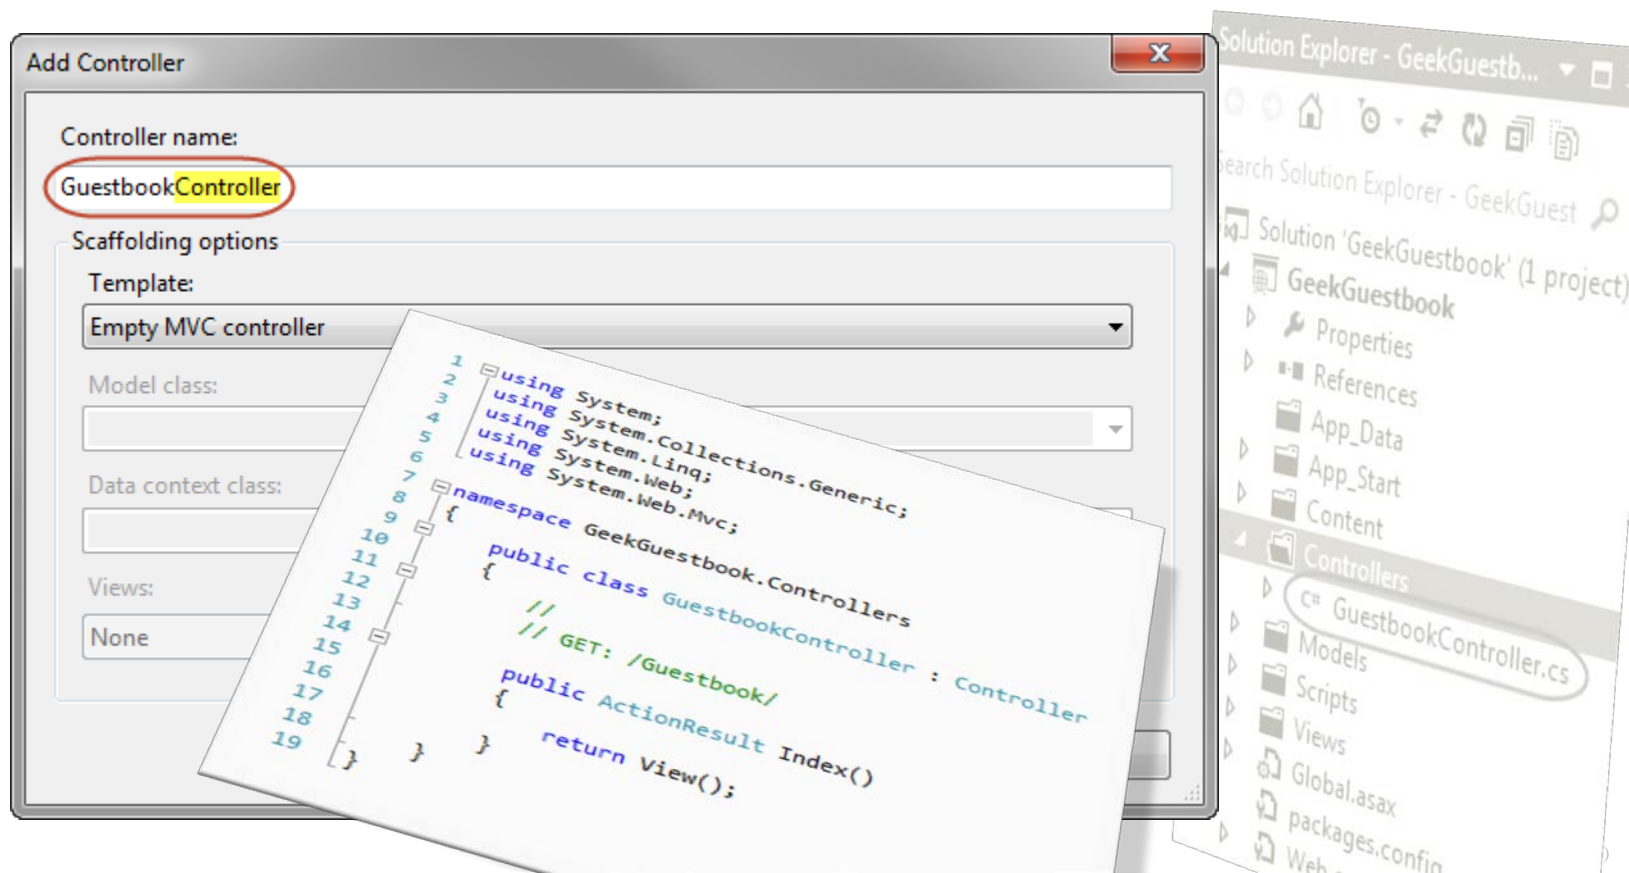 Add Controller
Controller name:
GuestbookController
Scaffolding options
Template:
Empty MVC controller
Model class:
Data context class:
Views:
None
1 using System;
2 using System.Collections.Generic;
3 using System.Linq;
4 using System.Web;
5 using System.Web.Mvc;
6
7 namespace GeekGuestbook.Controllers
8 {
9 public class GuestbookController : Controller
10 {
11 //
12 // GET: /Guestbook/
13
14 public ActionResult Index()
15 {
16 return View();
17 }
18 }
19 }
Solution Explorer - GeekGuestb...
Search Solution Explorer - GeekGuest
Solution 'GeekGuestbook' (1 project)
GeekGuestbook
Properties
References
App_Data
App_Start
Content
Controllers
C# GuestbookController.cs
Models
Scripts
Views
Global.asax
packages.config
Web